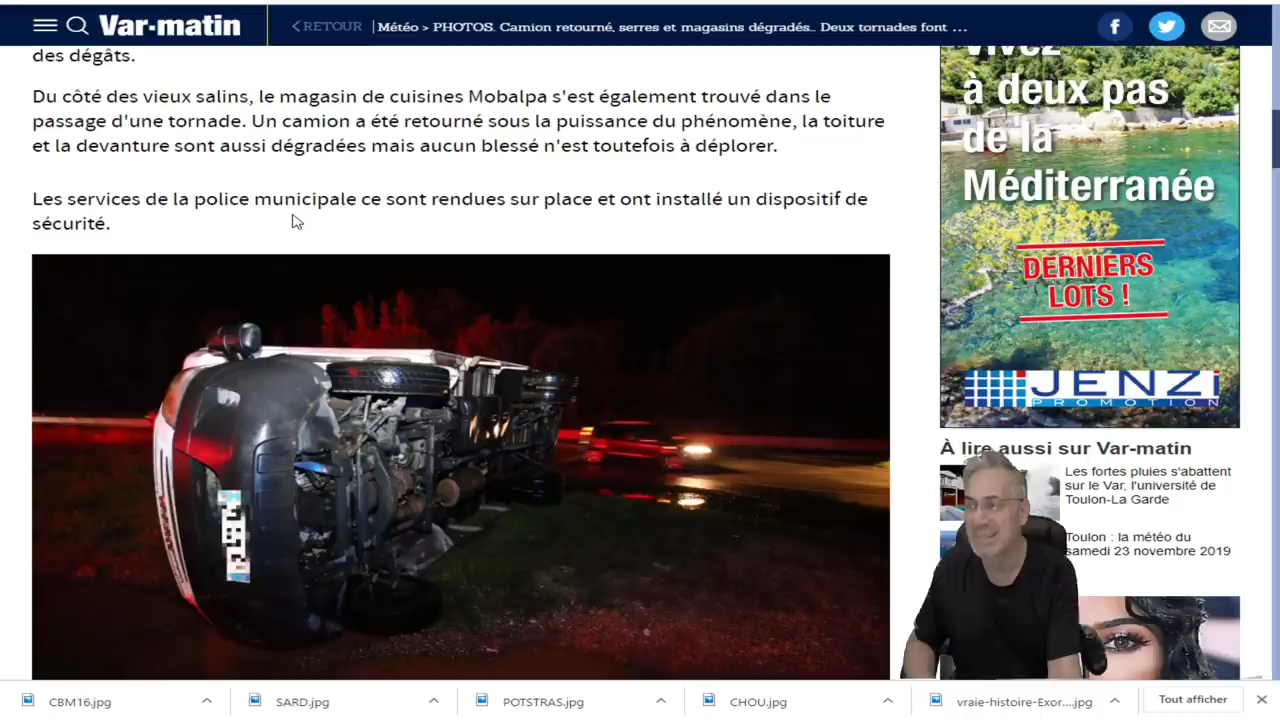 Var-matin
RETOUR
Météo > PHOTOS. Camion retourné, serres et magasins dégradés... Deux tornades font ...
des dégâts.
Du côté des vieux salins, le magasin de cuisines Mobalpa s'est également trouvé dans le
passage d'une tornade. Un camion a été retourné sous la puissance du phénomène, la toiture
et la devanture sont aussi dégradées mais aucun blessé n'est toutefois à déplorer.
Les services de la police municipale ce sont rendues sur place et ont installé un dispositif de
sécurité.
Vivez
à deux pas
de la
Méditerranée
DERNIERS
LOTS !
JENZi
PROMOTION
À lire aussi sur Var-matin
Les fortes pluies s'abattent
sur le Var, l'université de
Toulon-La Garde
Toulon : la météo du
samedi 23 novembre 2019
CBM16.jpg
SARD.jpg
POTSTRAS.jpg
CHOU.jpg
vraie-histoire-Exor....jpg
Tout afficher